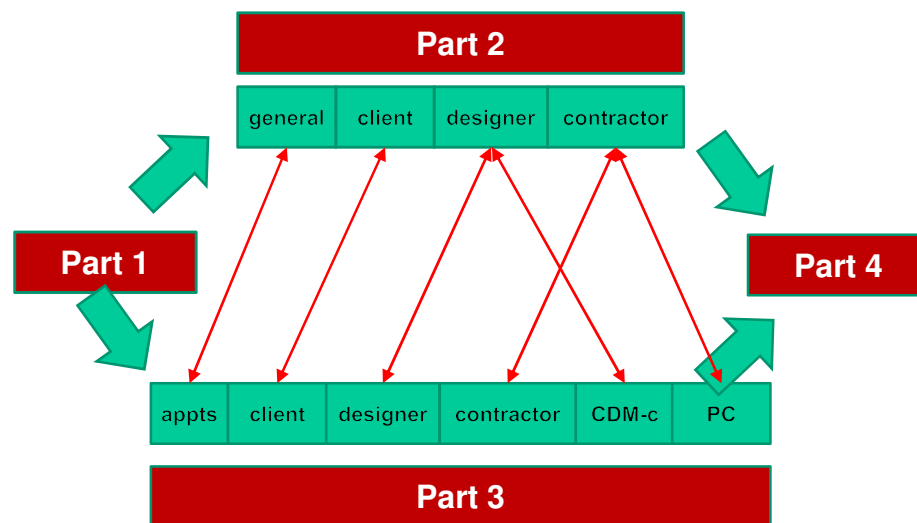 Part 2
general client designer contractor
Part 1
Part 4
appts client designer contractor CDM-c PC
Part 3